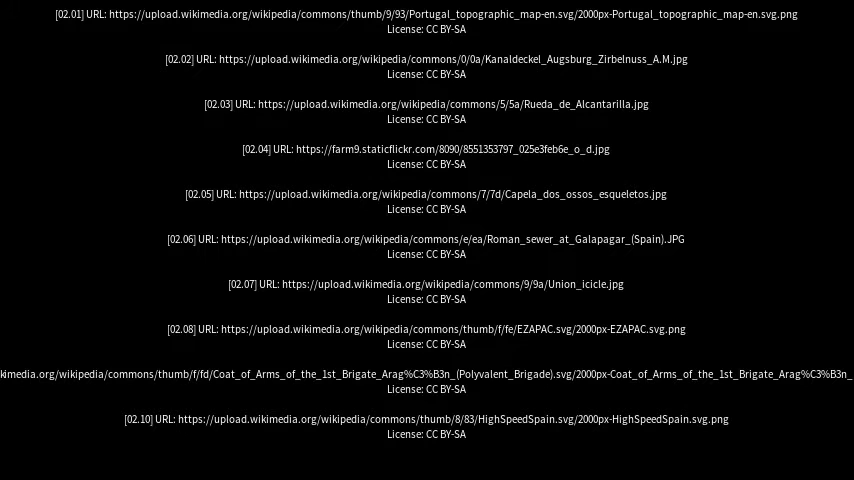 [02.01] URL: https://upload.wikimedia.org/wikipedia/commons/thumb/9/93/Portugal_topographic_map-en.svg/2000px-Portugal_topographic_map-en.svg.png
License: CC BY-SA
[02.02] URL: https://upload.wikimedia.org/wikipedia/commons/0/0a/Kanaldeckel_Augsburg_Zirbelnuss_A.M.jpg
License: CC BY-SA
[02.03] URL: https://upload.wikimedia.org/wikipedia/commons/5/5a/Rueda_de_Alcantarilla.jpg
License: CC BY-SA
[02.04] URL: https://farm9.staticflickr.com/8090/8551353797_025e3feb6e_o_d.jpg
License: CC BY-SA
[02.05] URL: https://upload.wikimedia.org/wikipedia/commons/7/7d/Capela_dos_ossos_esqueletos.jpg
License: CC BY-SA
[02.06] URL: https://upload.wikimedia.org/wikipedia/commons/e/ea/Roman_sewer_at_Galapagar_(Spain).JPG
License: CC BY-SA
[02.07] URL: https://upload.wikimedia.org/wikipedia/commons/9/9a/Union_icicle.jpg
License: CC BY-SA
[02.08] URL: https://upload.wikimedia.org/wikipedia/commons/thumb/f/fe/EZAPAC.svg/2000px-EZAPAC.svg.png
License: CC BY-SA
kimedia.org/wikipedia/commons/thumb/f/fd/Coat_of_Arms_of_the_1st_Brigate_Arag%C3%B3n_(Polyvalent_Brigade).svg/2000px-Coat_of_Arms_of_the_1st_Brigate_Arag%C3%B3n_
License: CC BY-SA
[02.10] URL: https://upload.wikimedia.org/wikipedia/commons/thumb/8/83/HighSpeedSpain.svg/2000px-HighSpeedSpain.svg.png
License: CC BY-SA